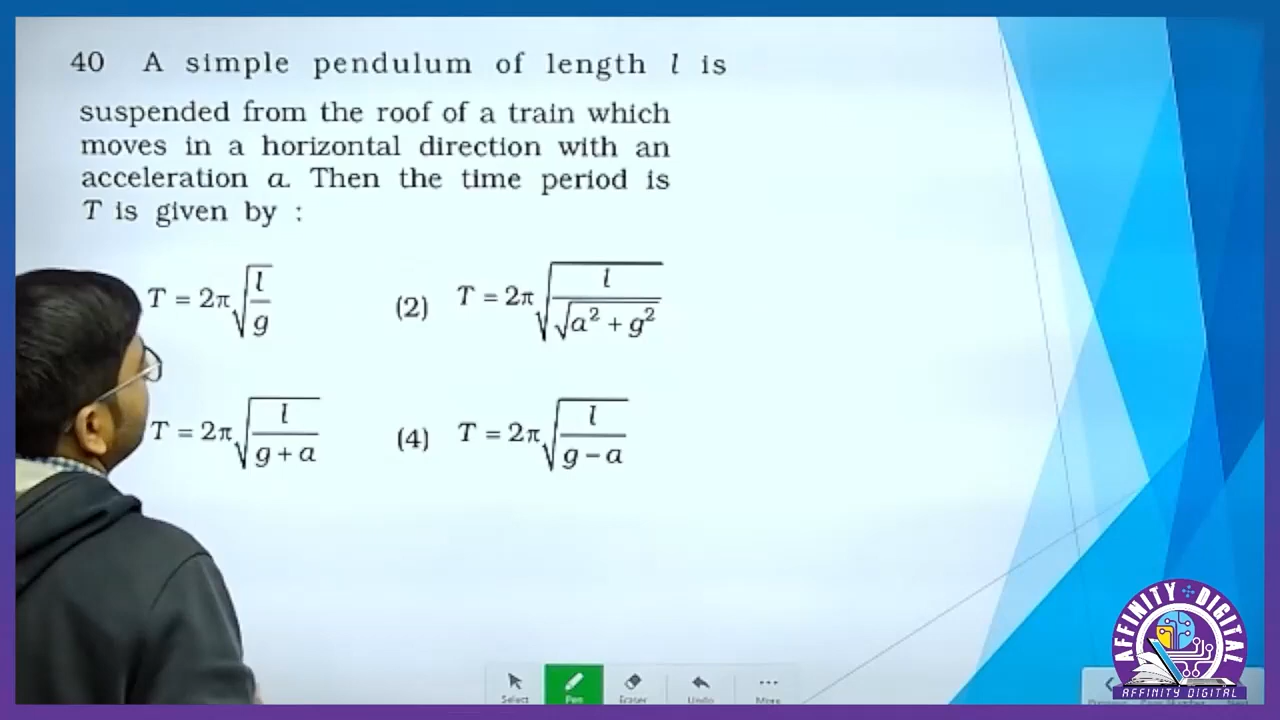 40 A simple pendulum of length l is
suspended from the roof of a train which
moves in a horizontal direction with an
acceleration a. Then the time period is
T is given by :
T = 2π√(l/g)
(2) T = 2π√(l/√(a² + g²))
T = 2π√(l/(g + a))
(4) T = 2π√(l/(g − a))
Select Pen Eraser Undo More
AFFINITY DIGITAL
AFFINITY DIGITAL